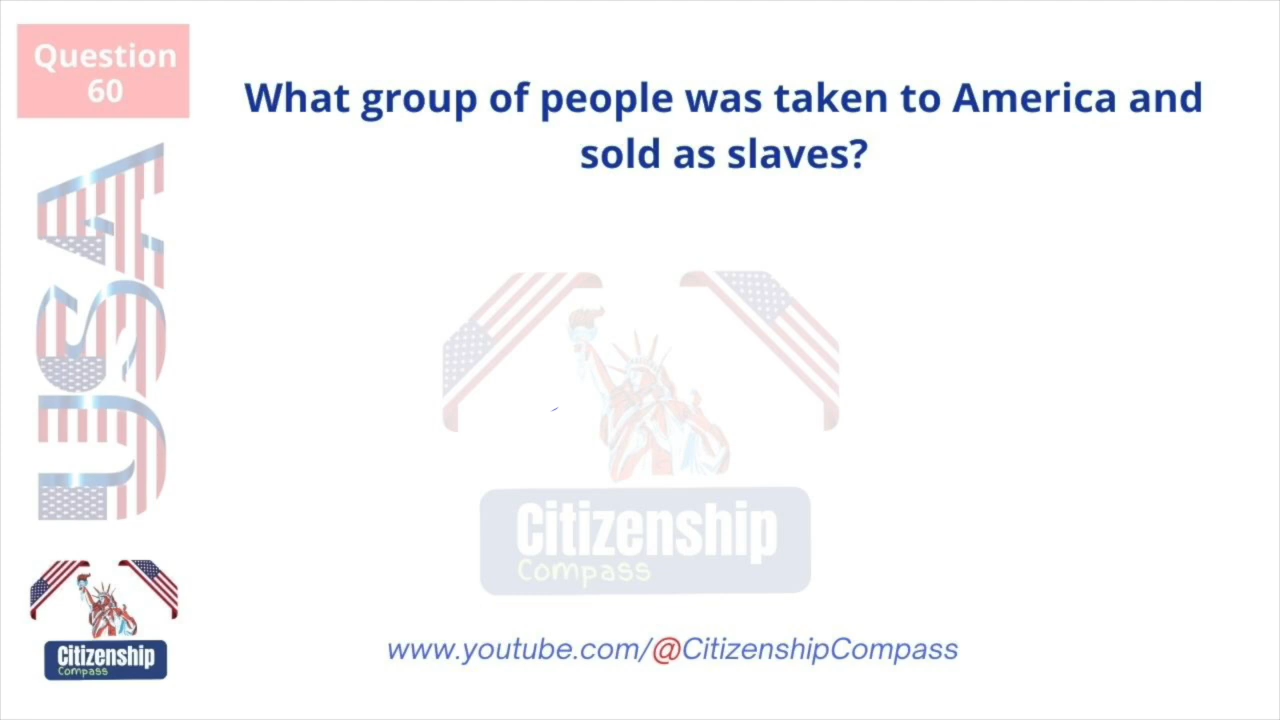 Question
60
What group of people was taken to America and
sold as slaves?
USA
Citizenship
Compass
Citizenship
Compass
www.youtube.com/@CitizenshipCompass